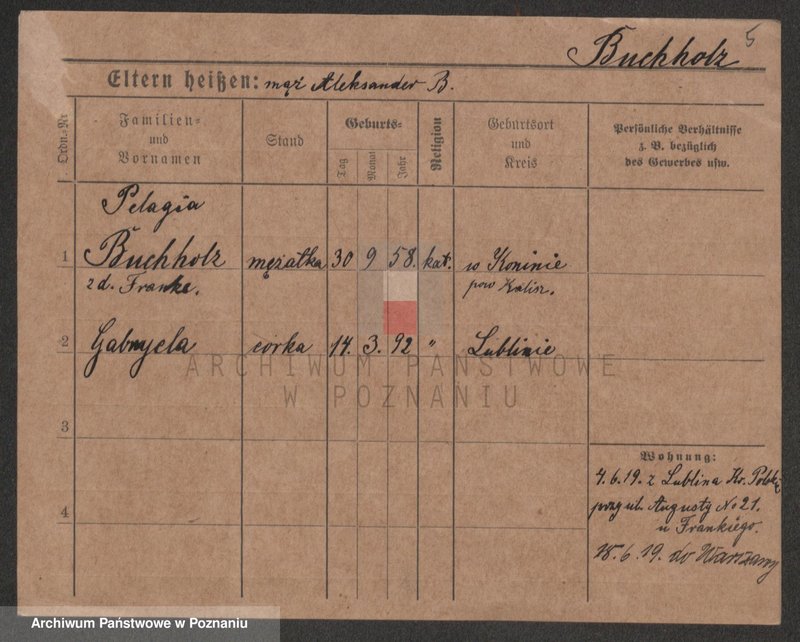 5
Buchholz
Eltern heißen: mąż Aleksander B.
Ordn.-Nr
Familien-
und
Vornamen
Stand
Geburts-
Tag
Monat
Jahr
Religion
Geburtsort
und
Kreis
Persönliche Verhältnisse
z. B. bezüglich
des Gewerbes usw.
Pelagia
1 Buchholz mężatka 30 9 58. kat. w Koninie
z d. Franke. pow Kalisz.
2 Gabryela córka 14. 3. 92 " Lublinie
ARCHIWUM PAŃSTWOWE
W POZNANIU
3
4
Wohnung:
4.6.19. z Lublina Kr. Polski
przy ul. Augusty No 21.
u Frankiego.
18.6.19. do Warszawy
Archiwum Państwowe w Poznaniu